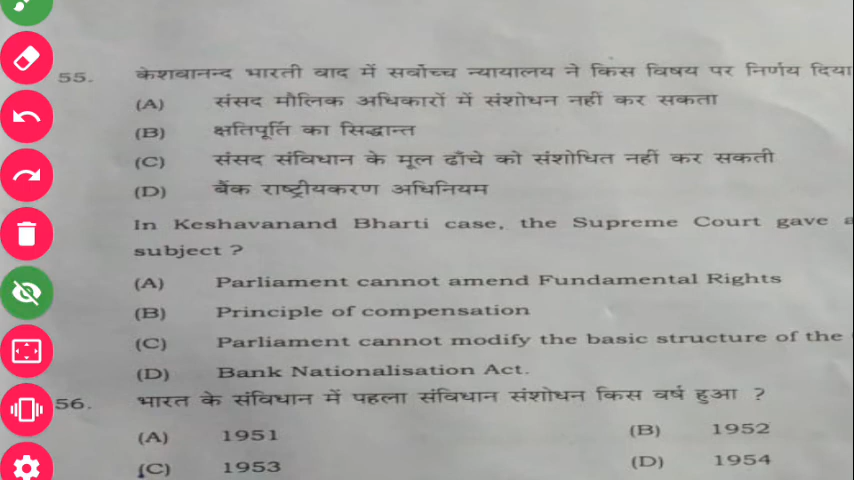 55. केशवानन्द भारती वाद में सर्वोच्च न्यायालय ने किस विषय पर निर्णय दिया
(A) संसद मौलिक अधिकारों में संशोधन नहीं कर सकता
(B) क्षतिपूर्ति का सिद्धान्त
(C) संसद संविधान के मूल ढाँचे को संशोधित नहीं कर सकती
(D) बैंक राष्ट्रीयकरण अधिनियम
In Keshavanand Bharti case, the Supreme Court gave
subject ?
(A) Parliament cannot amend Fundamental Rights
(B) Principle of compensation
(C) Parliament cannot modify the basic structure of the
(D) Bank Nationalisation Act.
56. भारत के संविधान में पहला संविधान संशोधन किस वर्ष हुआ ?
(A) 1951 (B) 1952
(C) 1953 (D) 1954